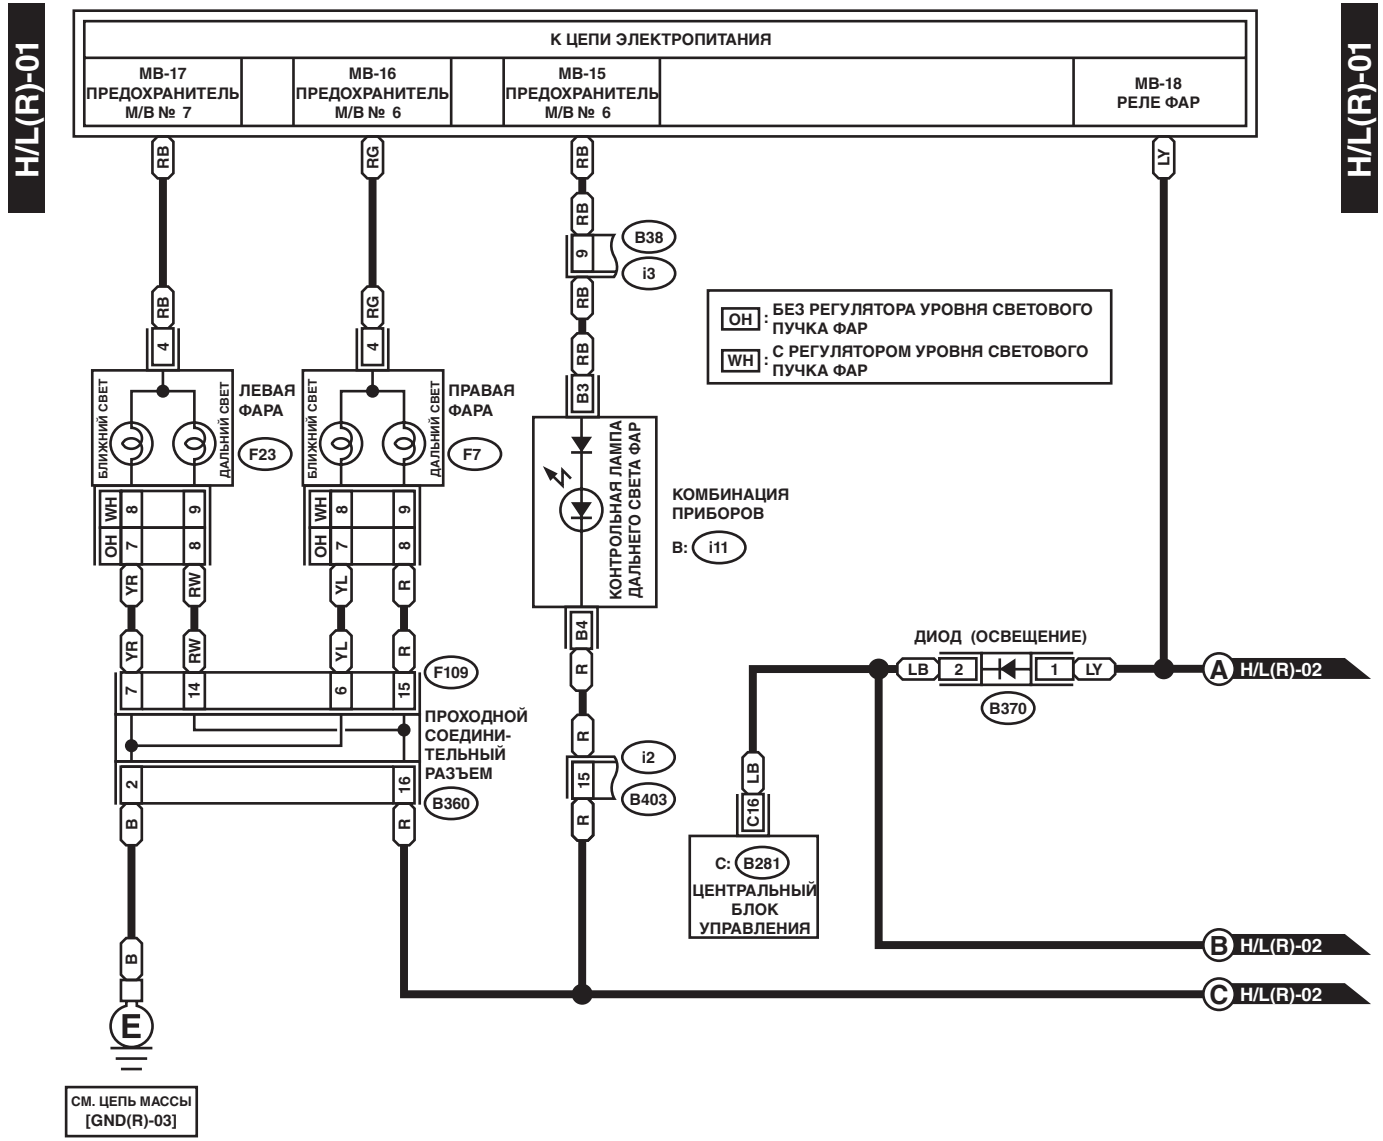 H/L(R)-01
H/L(R)-01
К ЦЕПИ ЭЛЕКТРОПИТАНИЯ
MB-17
ПРЕДОХРАНИТЕЛЬ
M/B № 7
MB-16
ПРЕДОХРАНИТЕЛЬ
M/B № 6
MB-15
ПРЕДОХРАНИТЕЛЬ
M/B № 6
MB-18
РЕЛЕ ФАР
RB
RG
RB
LY
RB
9
B38
i3
RB
RG
RB
RB
4
4
B3
OH : БЕЗ РЕГУЛЯТОРА УРОВНЯ СВЕТОВОГО
ПУЧКА ФАР
WH : С РЕГУЛЯТОРОМ УРОВНЯ СВЕТОВОГО
ПУЧКА ФАР
БЛИЖНИЙ СВЕТ
ДАЛЬНИЙ СВЕТ
ЛЕВАЯ
ФАРА
F23
БЛИЖНИЙ СВЕТ
ДАЛЬНИЙ СВЕТ
ПРАВАЯ
ФАРА
F7
КОНТРОЛЬНАЯ ЛАМПА
ДАЛЬНЕГО СВЕТА ФАР
КОМБИНАЦИЯ
ПРИБОРОВ
B: i11
WH 8 9
OH 7 8
WH 8 9
OH 7 8
YR RW YL R
B4
YR RW YL R
R
7 14 6 15
F109
ПРОХОДНОЙ
СОЕДИНИ-
ТЕЛЬНЫЙ
РАЗЪЕМ
B360
2 16
B R
R
15
i2
B403
R
ДИОД (ОСВЕЩЕНИЕ)
LB 2 1 LY
B370
A H/L(R)-02
LB
C16
C: B281
ЦЕНТРАЛЬНЫЙ
БЛОК
УПРАВЛЕНИЯ
B H/L(R)-02
C H/L(R)-02
B
E
СМ. ЦЕПЬ МАССЫ
[GND(R)-03]